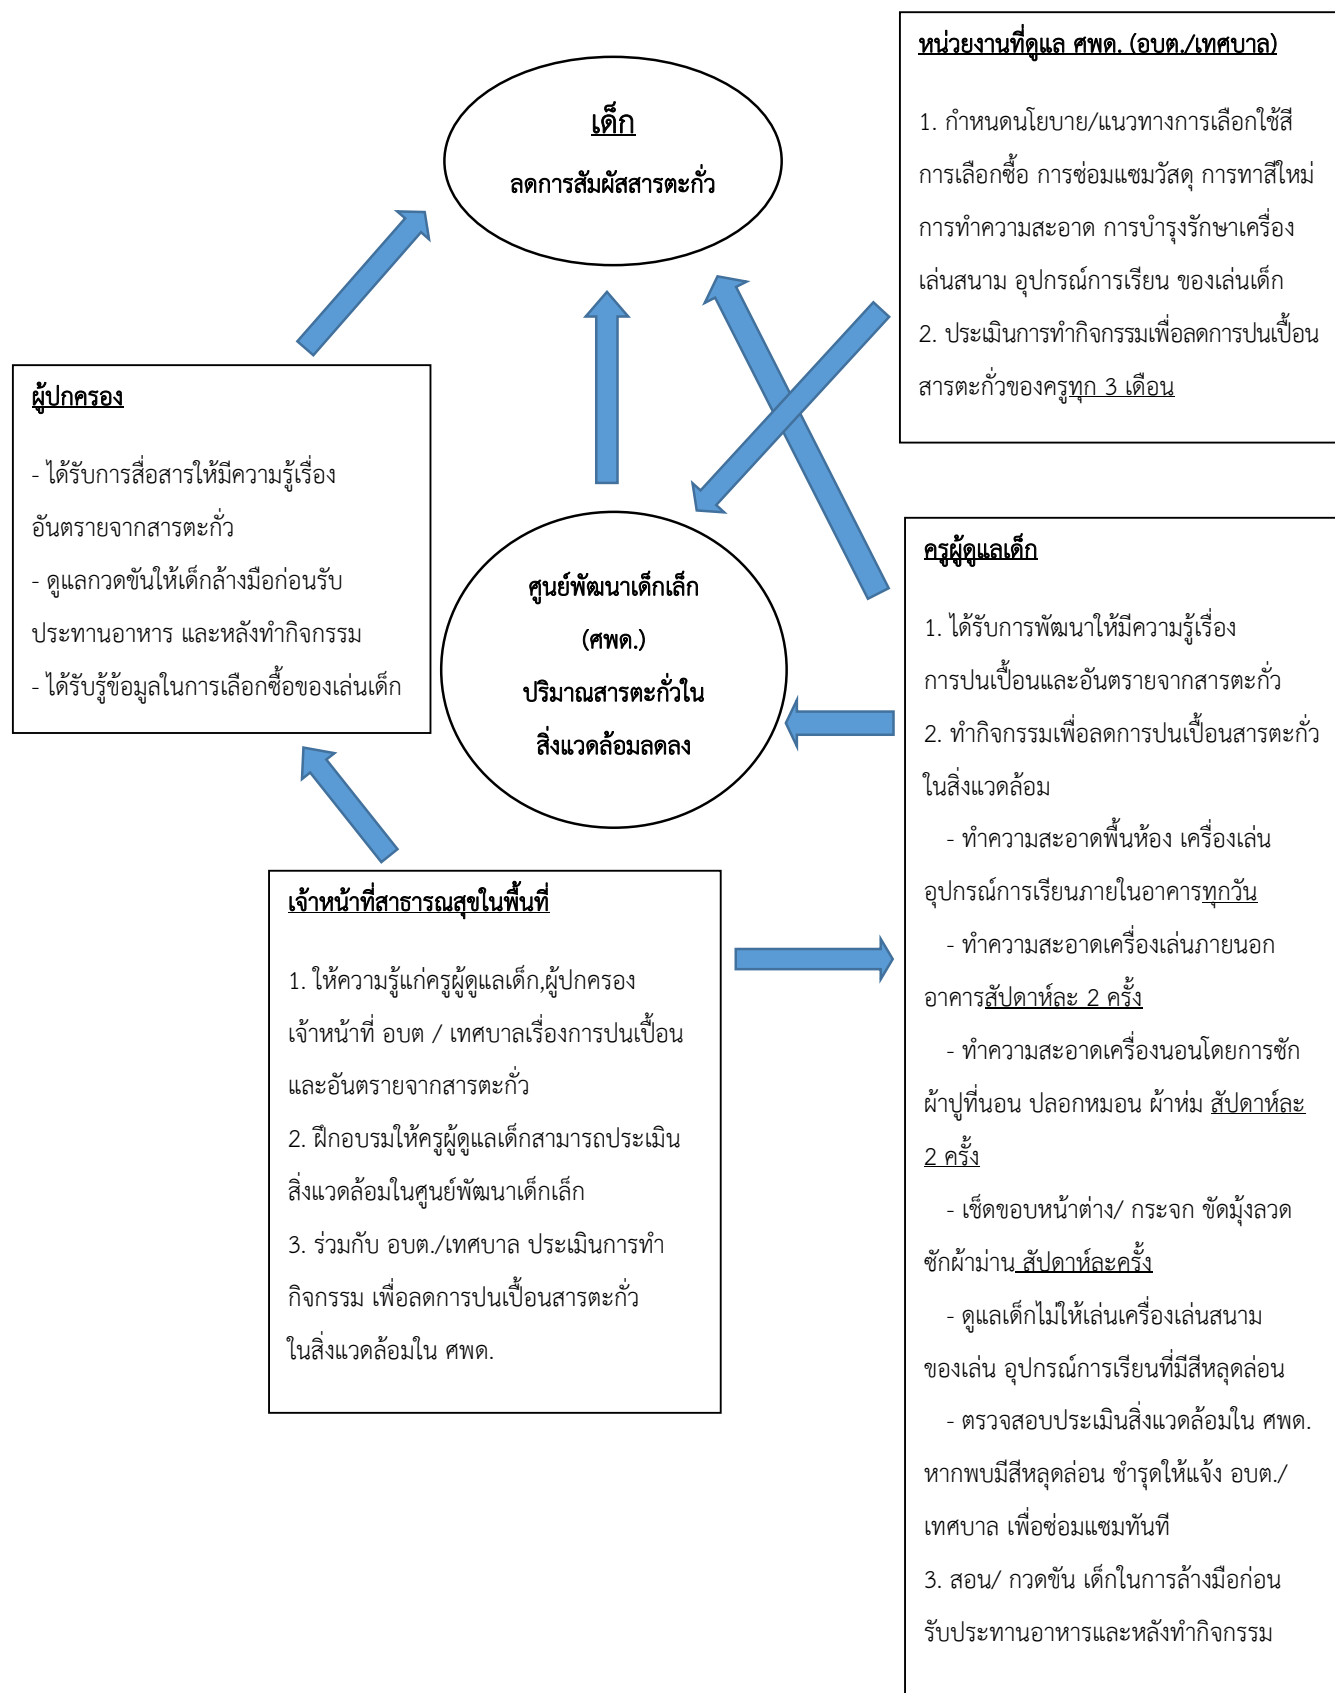 หน่วยงานที่ดูแล ศพด. (อบต./เทศบาล)
1. กำหนดนโยบาย/แนวทางการเลือกใช้สี
การเลือกซื้อ การซ่อมแซมวัสดุ การทาสีใหม่
การทำความสะอาด การบำรุงรักษาเครื่อง
เล่นสนาม อุปกรณ์การเรียน ของเล่นเด็ก
2. ประเมินการทำกิจกรรมเพื่อลดการปนเปื้อน
สารตะกั่วของครูทุก 3 เดือน
เด็ก
ลดการสัมผัสสารตะกั่ว
ผู้ปกครอง
- ได้รับการสื่อสารให้มีความรู้เรื่อง
อันตรายจากสารตะกั่ว
- ดูแลกวดขันให้เด็กล้างมือก่อนรับ
ประทานอาหาร และหลังทำกิจกรรม
- ได้รับรู้ข้อมูลในการเลือกซื้อของเล่นเด็ก
ศูนย์พัฒนาเด็กเล็ก
(ศพด.)
ปริมาณสารตะกั่วใน
สิ่งแวดล้อมลดลง
ครูผู้ดูแลเด็ก
1. ได้รับการพัฒนาให้มีความรู้เรื่อง
การปนเปื้อนและอันตรายจากสารตะกั่ว
2. ทำกิจกรรมเพื่อลดการปนเปื้อนสารตะกั่ว
ในสิ่งแวดล้อม
- ทำความสะอาดพื้นห้อง เครื่องเล่น
อุปกรณ์การเรียนภายในอาคารทุกวัน
- ทำความสะอาดเครื่องเล่นภายนอก
อาคารสัปดาห์ละ 2 ครั้ง
- ทำความสะอาดเครื่องนอนโดยการซัก
ผ้าปูที่นอน ปลอกหมอน ผ้าห่ม สัปดาห์ละ
2 ครั้ง
- เช็ดขอบหน้าต่าง/ กระจก ขัดมุ้งลวด
ซักผ้าม่าน สัปดาห์ละครั้ง
- ดูแลเด็กไม่ให้เล่นเครื่องเล่นสนาม
ของเล่น อุปกรณ์การเรียนที่มีสีหลุดล่อน
- ตรวจสอบประเมินสิ่งแวดล้อมใน ศพด.
หากพบมีสีหลุดล่อน ชำรุดให้แจ้ง อบต./
เทศบาล เพื่อซ่อมแซมทันที
3. สอน/ กวดขัน เด็กในการล้างมือก่อน
รับประทานอาหารและหลังทำกิจกรรม
เจ้าหน้าที่สาธารณสุขในพื้นที่
1. ให้ความรู้แก่ครูผู้ดูแลเด็ก,ผู้ปกครอง
เจ้าหน้าที่ อบต / เทศบาลเรื่องการปนเปื้อน
และอันตรายจากสารตะกั่ว
2. ฝึกอบรมให้ครูผู้ดูแลเด็กสามารถประเมิน
สิ่งแวดล้อมในศูนย์พัฒนาเด็กเล็ก
3. ร่วมกับ อบต./เทศบาล ประเมินการทำ
กิจกรรม เพื่อลดการปนเปื้อนสารตะกั่ว
ในสิ่งแวดล้อมใน ศพด.